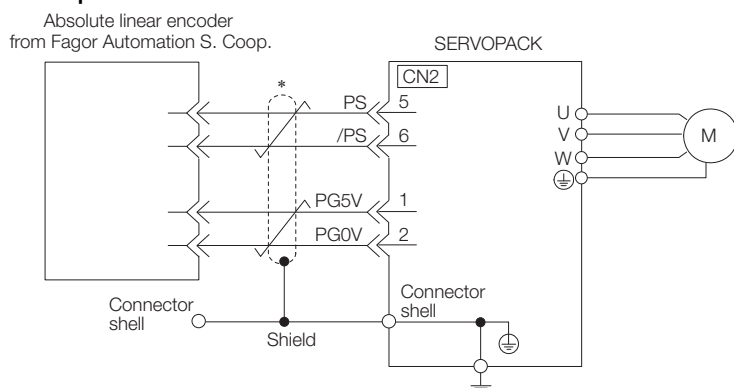 Absolute linear encoder
from Fagor Automation S. Coop.
SERVOPACK
CN2
*
PS 5
/PS 6
PG5V 1
PG0V 2
U
V
W
M
Connector
shell
Shield
Connector
shell